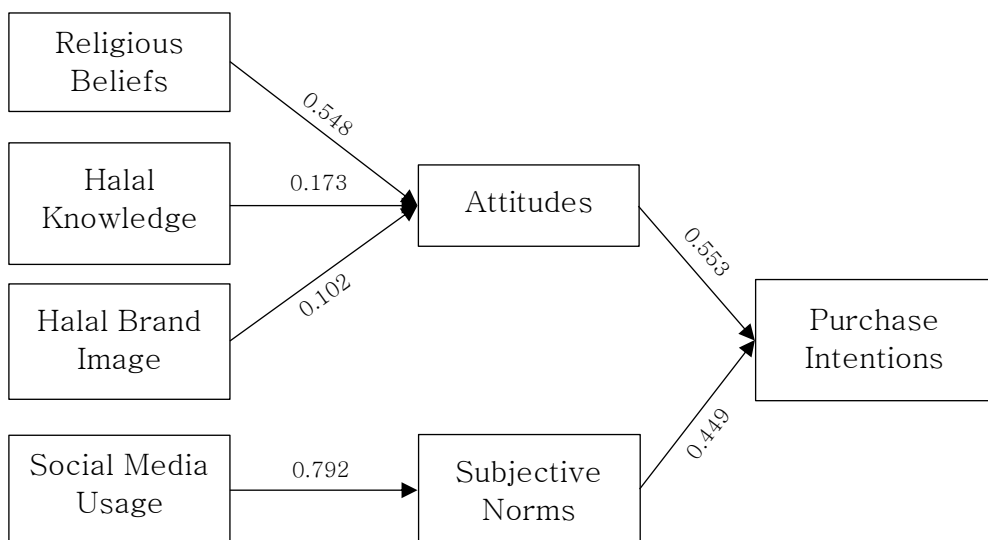 Religious
Beliefs
0.548
Halal
Knowledge
0.173
Attitudes
0.102
Halal Brand
Image
0.553
Purchase
Intentions
0.449
Social Media
Usage
0.792
Subjective
Norms